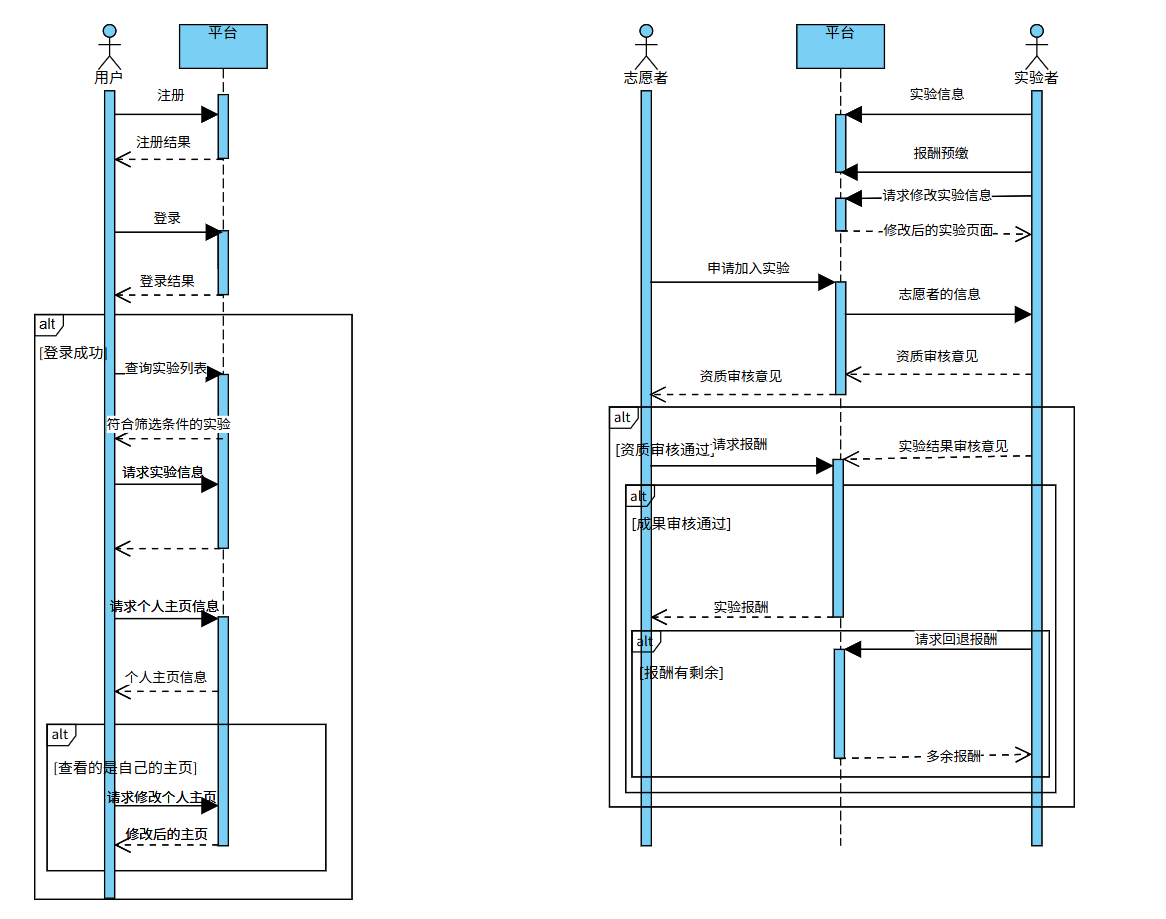 平台
用户
注册
注册结果
登录
登录结果
alt
[登录成功]
查询实验列表
符合筛选条件的实验
请求实验信息
请求个人主页信息
个人主页信息
alt
[查看的是自己的主页]
请求修改个人主页
修改后的主页
平台
志愿者
实验者
实验信息
报酬预缴
请求修改实验信息
修改后的实验页面
申请加入实验
志愿者的信息
资质审核意见
资质审核意见
alt
[资质审核通过]
请求报酬
实验结果审核意见
alt
[成果审核通过]
实验报酬
alt
请求回退报酬
[报酬有剩余]
多余报酬